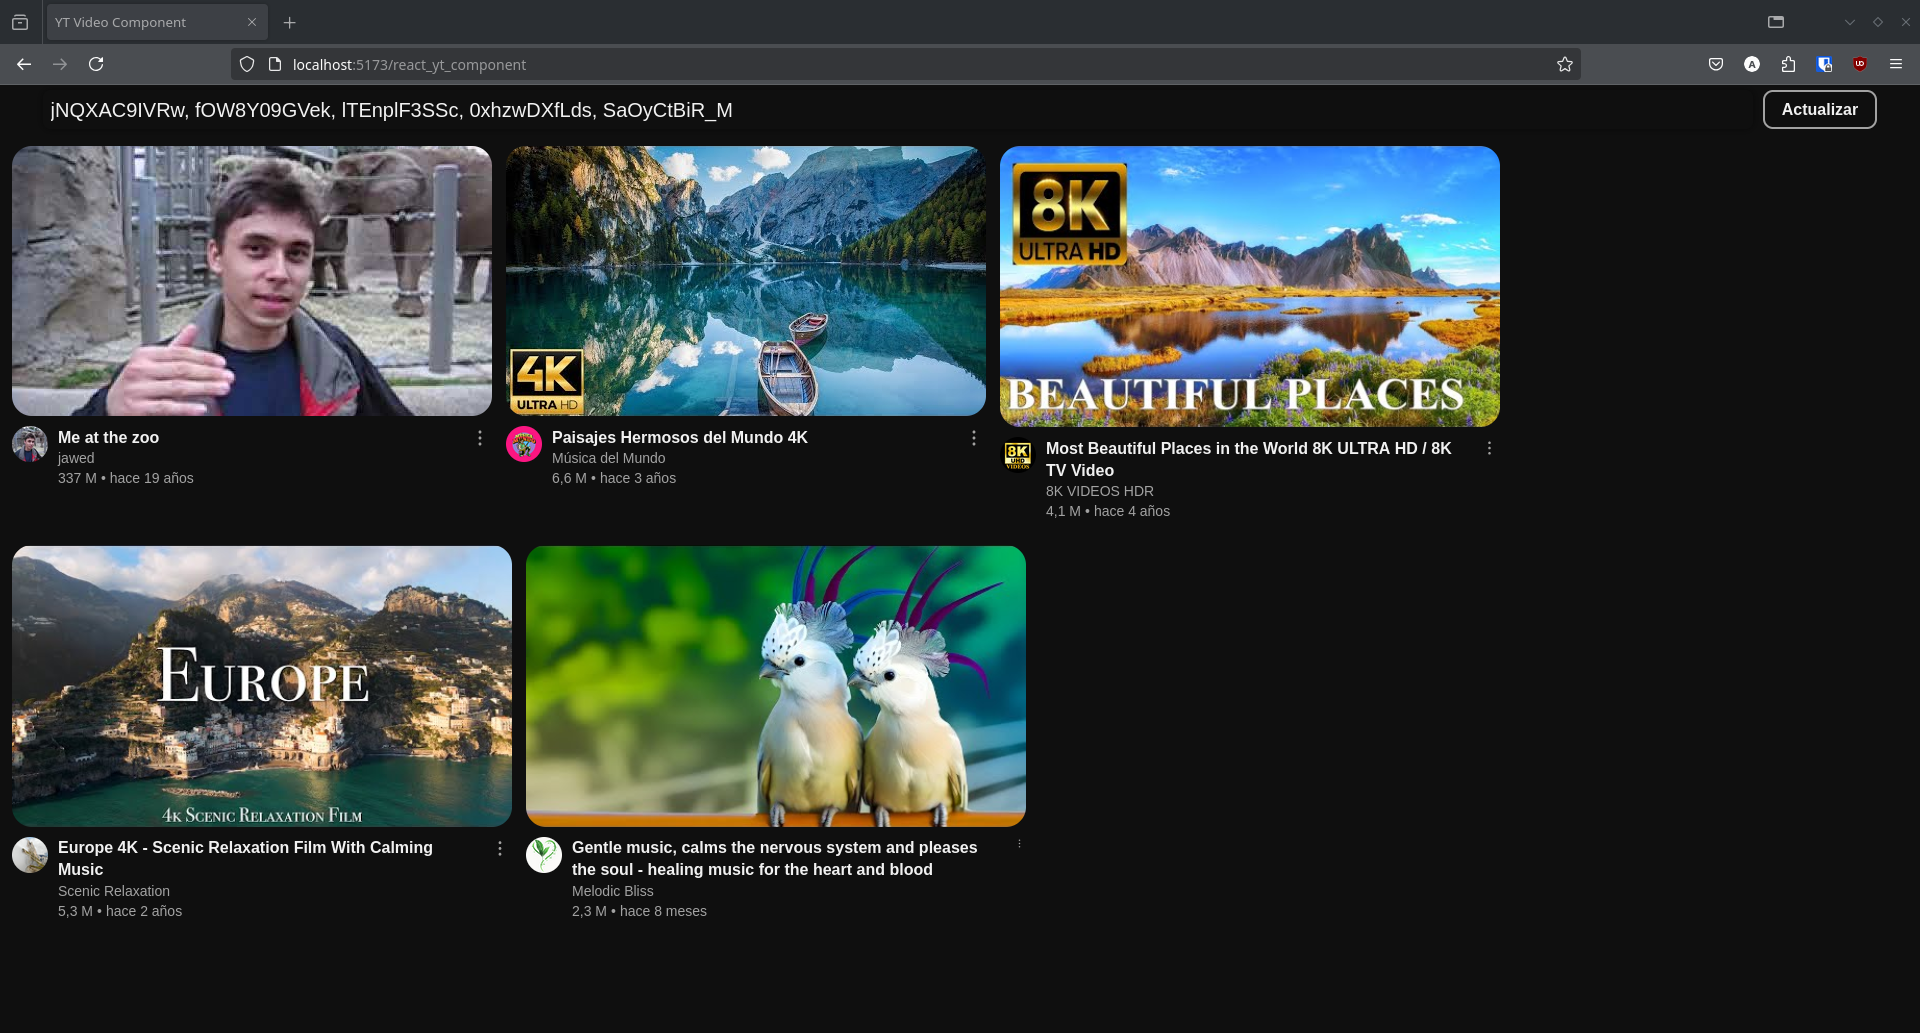 YT Video Component
localhost:5173/react_yt_component
jNQXAC9IVRw, fOW8Y09GVek, lTEnplF3SSc, 0xhzwDXfLds, SaOyCtBiR_M
Actualizar
4K
ULTRA HD
8K
ULTRA HD
BEAUTIFUL PLACES
Me at the zoo
jawed
337 M • hace 19 años
Paisajes Hermosos del Mundo 4K
Música del Mundo
6,6 M • hace 3 años
8K
UHD
VIDEOS
Most Beautiful Places in the World 8K ULTRA HD / 8K
TV Video
8K VIDEOS HDR
4,1 M • hace 4 años
EUROPE
4K SCENIC RELAXATION FILM
Europe 4K - Scenic Relaxation Film With Calming
Music
Scenic Relaxation
5,3 M • hace 2 años
Gentle music, calms the nervous system and pleases
the soul - healing music for the heart and blood
Melodic Bliss
2,3 M • hace 8 meses